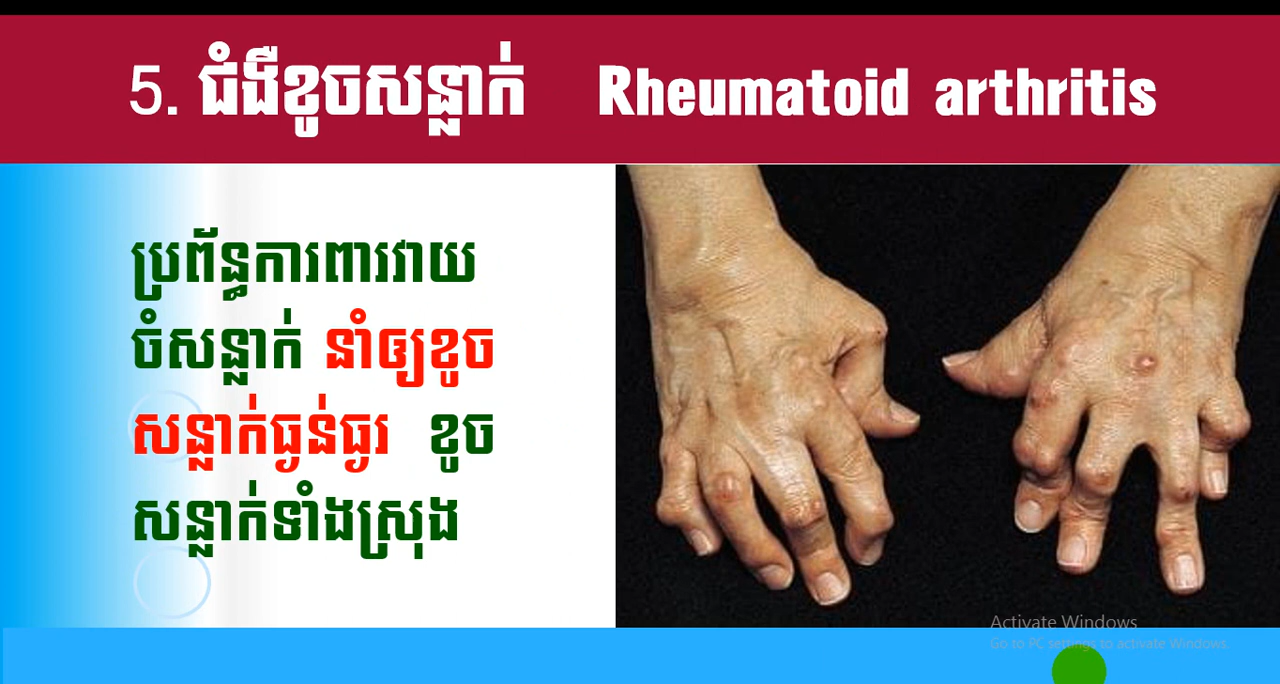 5. ជំងឺខូចសន្លាក់ Rheumatoid arthritis
ប្រព័ន្ធការពារវាយ
ចំសន្លាក់ នាំឲ្យខូច
សន្លាក់ធ្ងន់ធ្ងរ ខូច
សន្លាក់ទាំងស្រុង
Activate Windows
Go to PC settings to activate Windows.